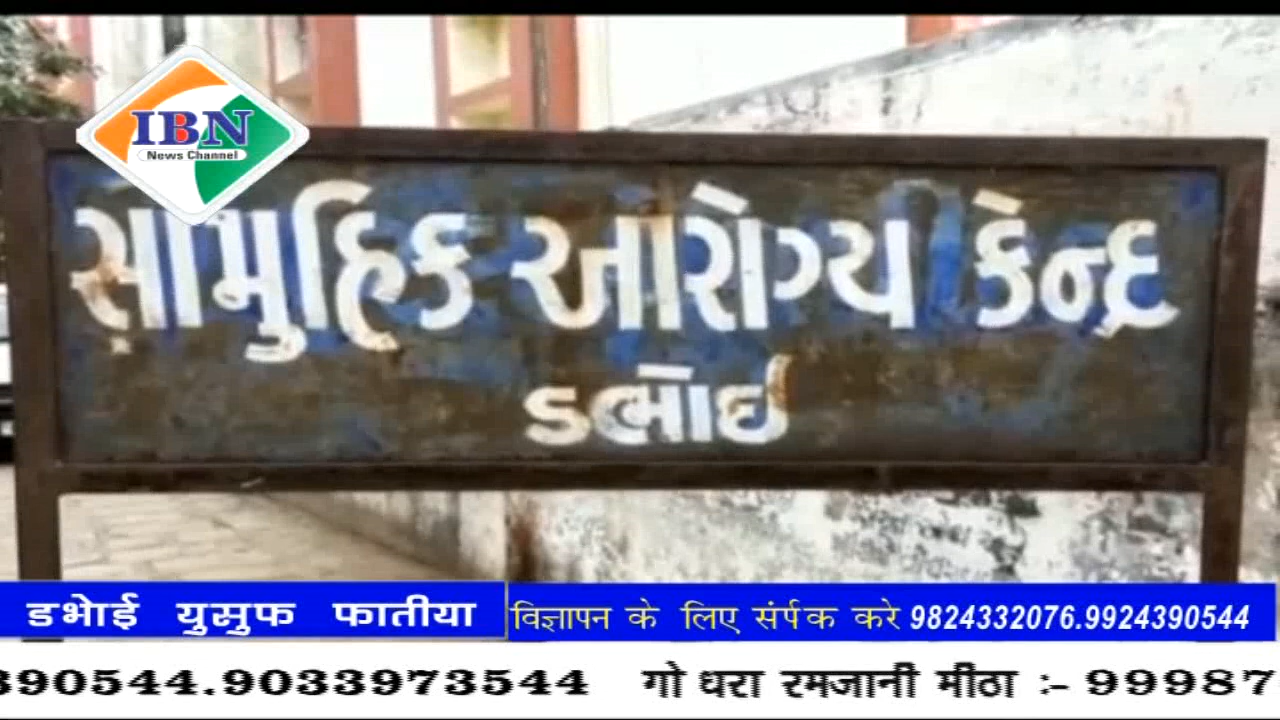 IBN
News Channel
સામુહિક આરોગ્ય કેન્દ્ર
ડભોઇ
डभोई युसुफ फातीया
विज्ञापन के लिए संर्पक करे 9824332076.9924390544
390544.9033973544 गो धरा रमजानी मीठा :- 99987